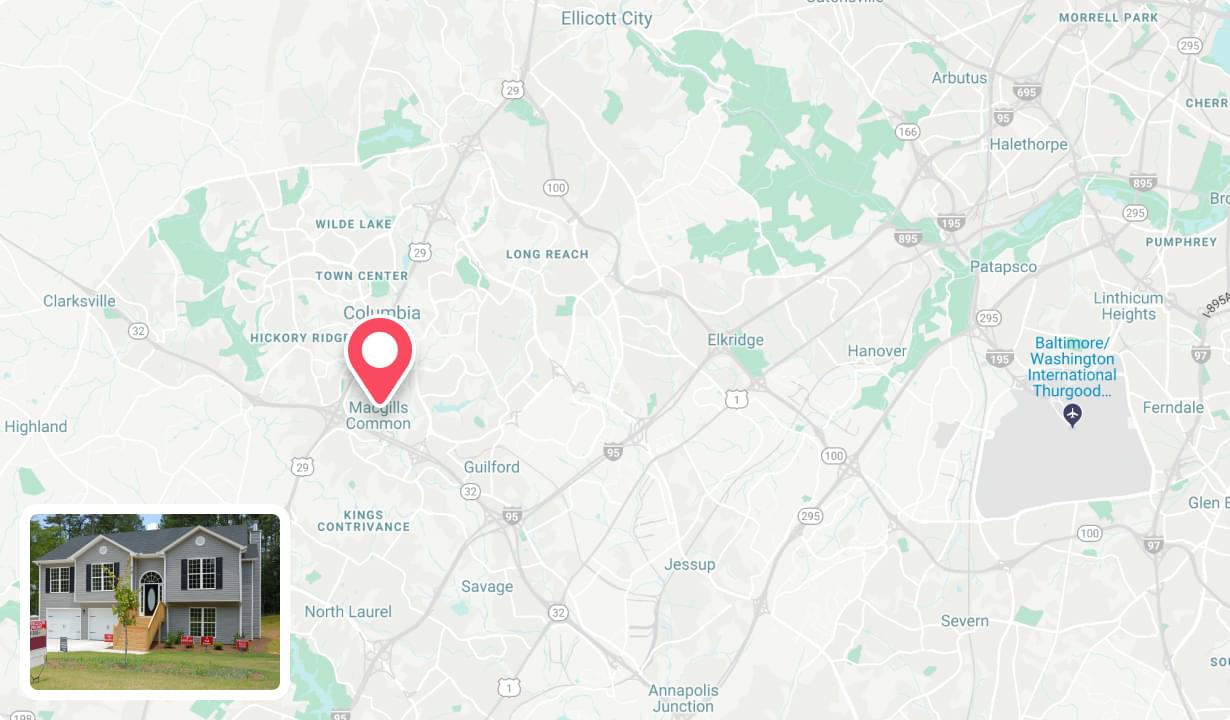 Ellicott City
MORRELL PARK
295
29
Arbutus
695
95
CHERR
166
Halethorpe
100
895
295
WILDE LAKE
195
895
PUMPHREY
29
LONG REACH
Patapsco
TOWN CENTER
Clarksville
Columbia
Linthicum
Heights
I-895A
295
32
HICKORY RIDGE
Elkridge
Hanover
195
97
Baltimore/
Washington
International
Thurgood...
1
Macgills
Common
Ferndale
Highland
95
100
29
Guilford
32
Glen B
KINGS
CONTRIVANCE
95
295
100
97
Jessup
Savage
North Laurel
32
Severn
1
Annapolis
Junction
SOU
198
95